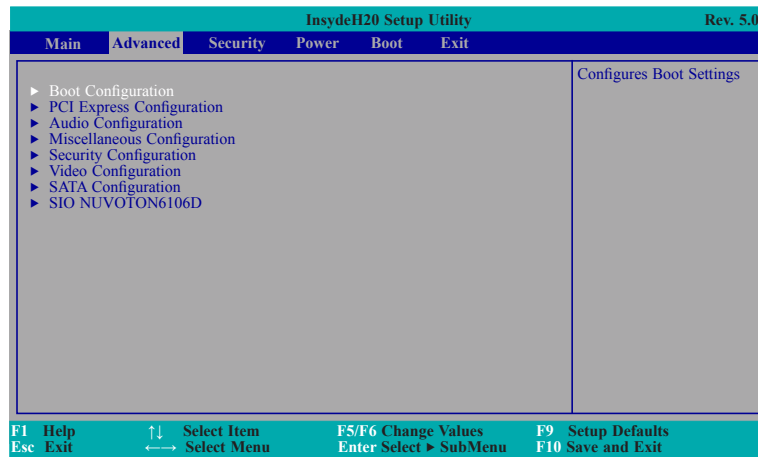 InsydeH20 Setup Utility Rev. 5.0
Main Advanced Security Power Boot Exit
► Boot Configuration
► PCI Express Configuration
► Audio Configuration
► Miscellaneous Configuration
► Security Configuration
► Video Configuration
► SATA Configuration
► SIO NUVOTON6106D
Configures Boot Settings
F1 Help ↑↓ Select Item F5/F6 Change Values F9 Setup Defaults
Esc Exit ←→ Select Menu Enter Select ► SubMenu F10 Save and Exit